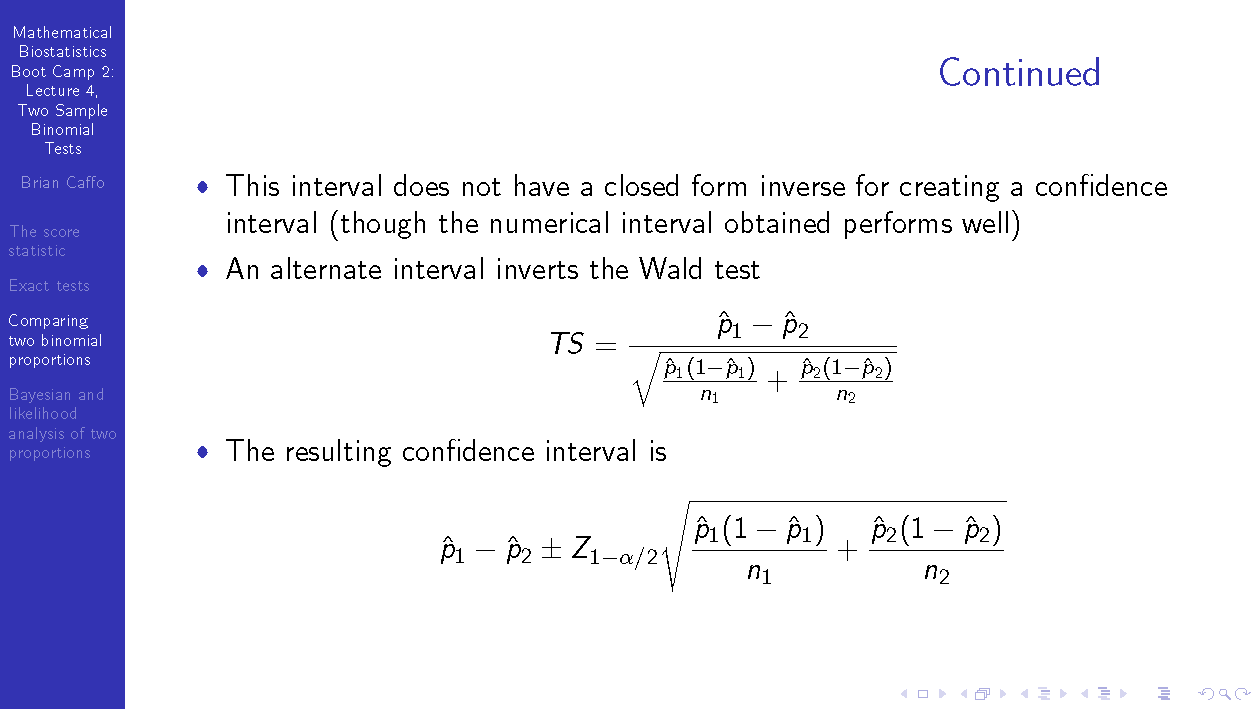 Mathematical
Biostatistics
Boot Camp 2:
Lecture 4,
Two Sample
Binomial
Tests
Brian Caffo
The score
statistic
Exact tests
Comparing
two binomial
proportions
Bayesian and
likelihood
analysis of two
proportions
Continued
• This interval does not have a closed form inverse for creating a confidence
interval (though the numerical interval obtained performs well)
• An alternate interval inverts the Wald test
TS = \frac{\hat{p}_1 - \hat{p}_2}{\sqrt{\frac{\hat{p}_1(1-\hat{p}_1)}{n_1} + \frac{\hat{p}_2(1-\hat{p}_2)}{n_2}}}
• The resulting confidence interval is
\hat{p}_1 - \hat{p}_2 \pm Z_{1-\alpha/2} \sqrt{\frac{\hat{p}_1(1 - \hat{p}_1)}{n_1} + \frac{\hat{p}_2(1 - \hat{p}_2)}{n_2}}